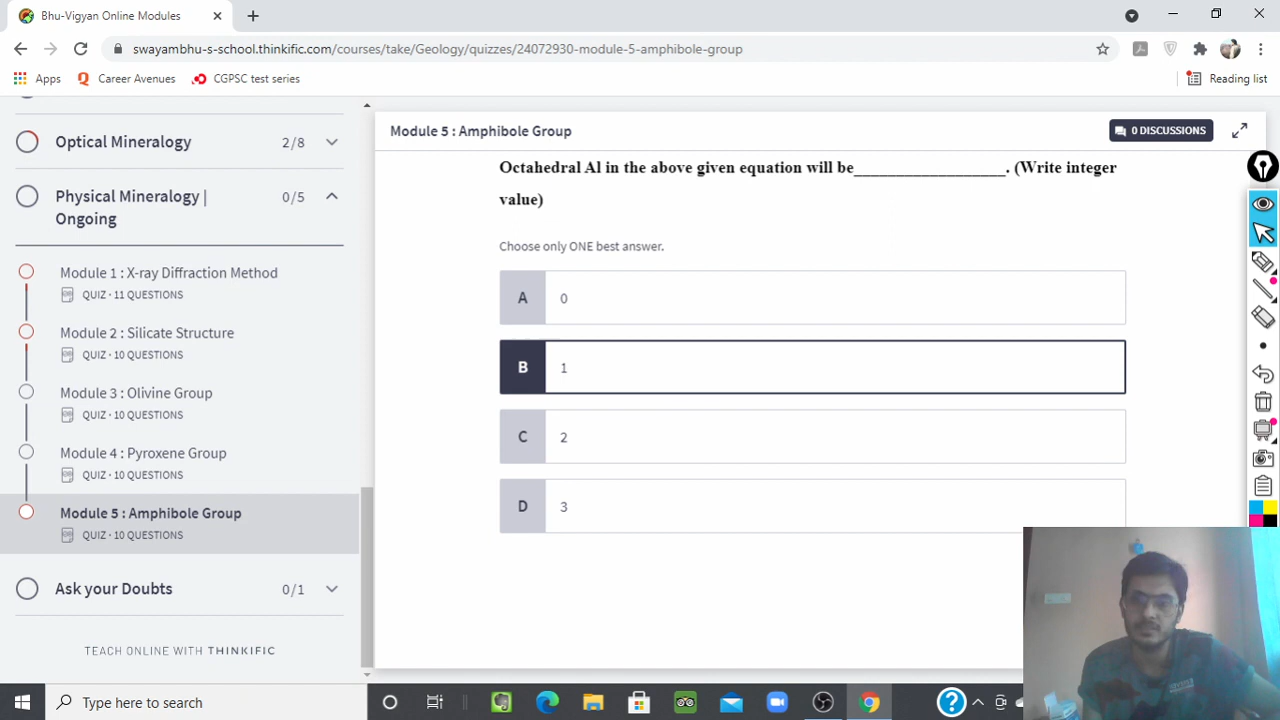 Bhu-Vigyan Online Modules
swayambhu-s-school.thinkific.com/courses/take/Geology/quizzes/24072930-module-5-amphibole-group
Apps
Career Avenues
CGPSC test series
Reading list
Optical Mineralogy 2/8
Physical Mineralogy | 0/5
Ongoing
Module 1 : X-ray Diffraction Method
QUIZ · 11 QUESTIONS
Module 2 : Silicate Structure
QUIZ · 10 QUESTIONS
Module 3 : Olivine Group
QUIZ · 10 QUESTIONS
Module 4 : Pyroxene Group
QUIZ · 10 QUESTIONS
Module 5 : Amphibole Group
QUIZ · 10 QUESTIONS
Ask your Doubts 0/1
TEACH ONLINE WITH THINKIFIC
Module 5 : Amphibole Group
0 DISCUSSIONS
Octahedral Al in the above given equation will be__________________. (Write integer
value)
Choose only ONE best answer.
A 0
B 1
C 2
D 3
Type here to search